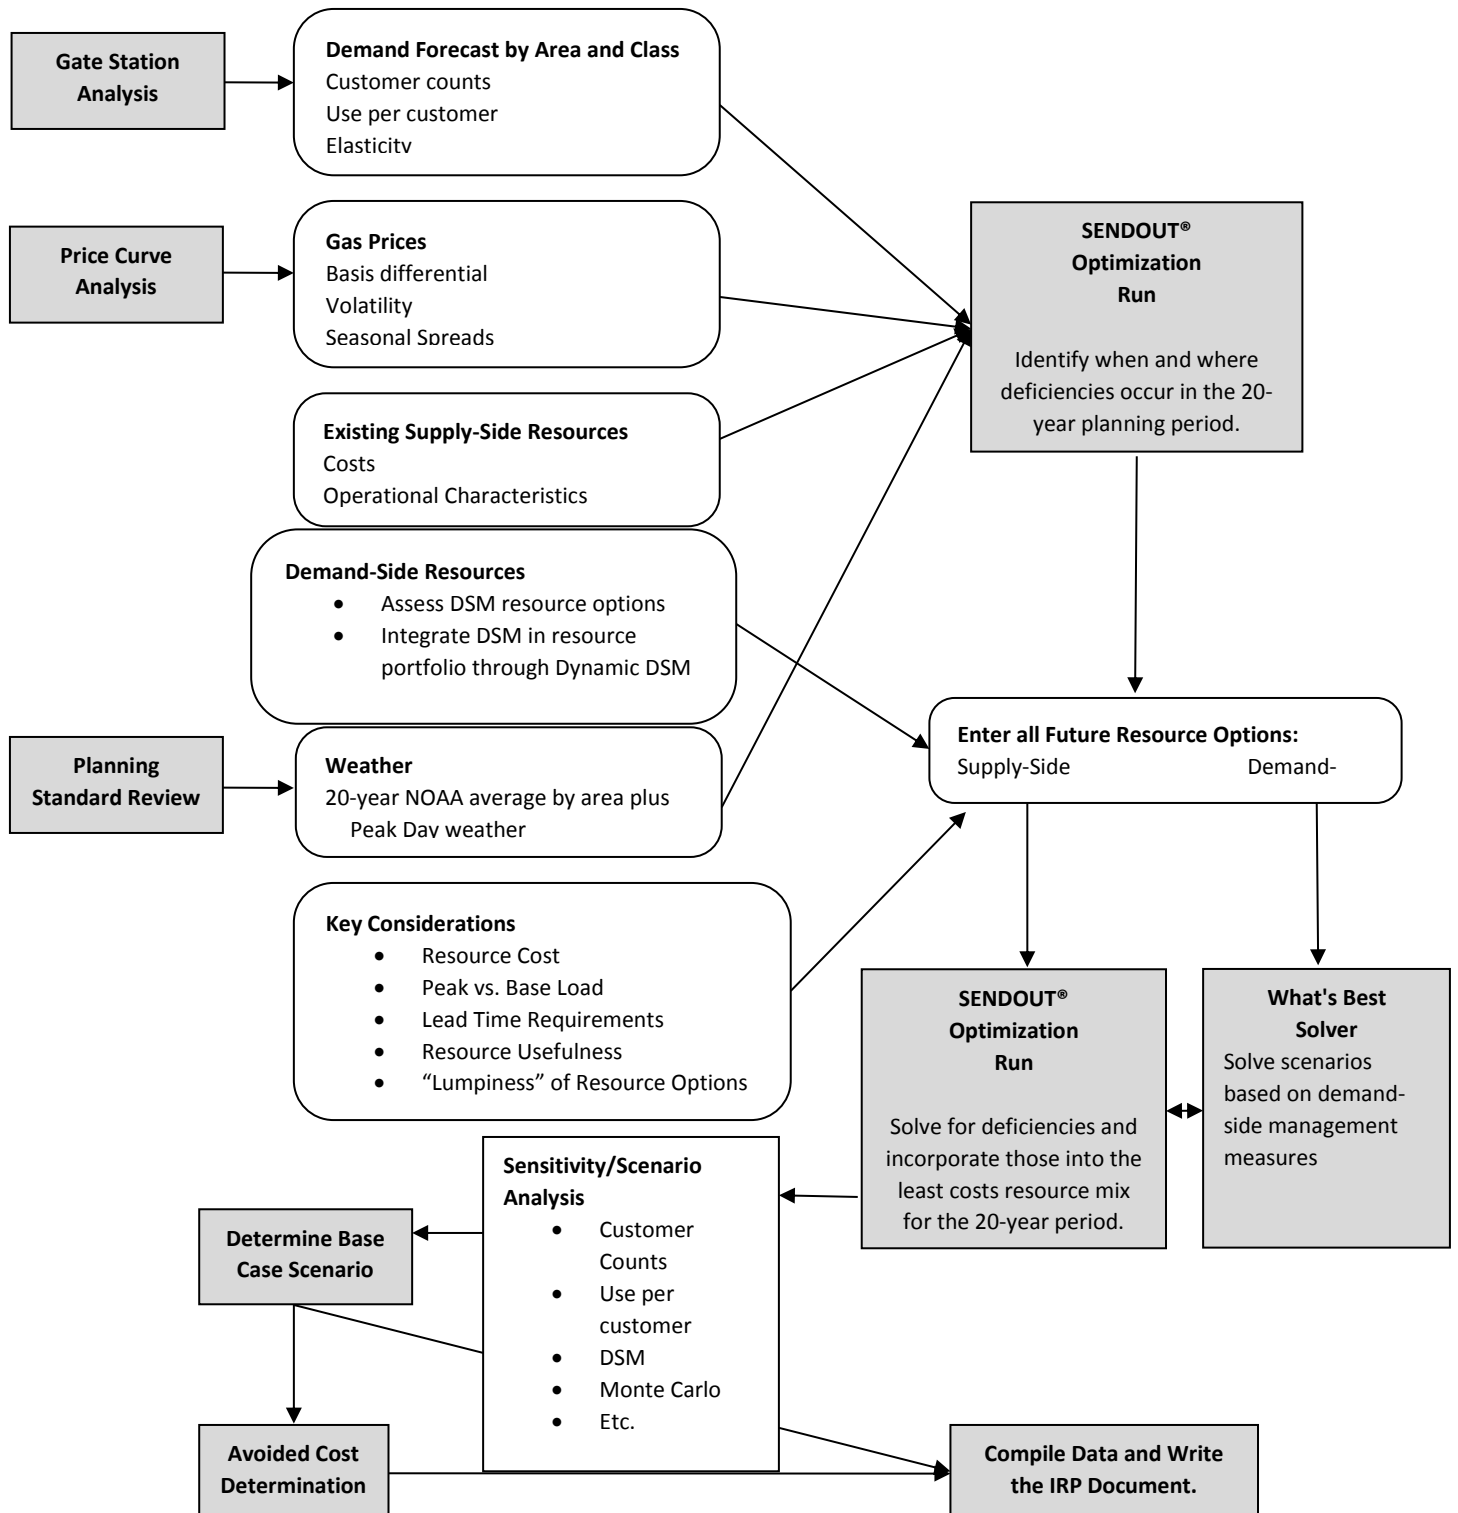 Gate Station
Analysis
Demand Forecast by Area and Class
Customer counts
Use per customer
Elasticity
Price Curve
Analysis
Gas Prices
Basis differential
Volatility
Seasonal Spreads
SENDOUT®
Optimization
Run
Identify when and where
deficiencies occur in the 20-
year planning period.
Existing Supply-Side Resources
Costs
Operational Characteristics
Demand-Side Resources
• Assess DSM resource options
• Integrate DSM in resource
portfolio through Dynamic DSM
Planning
Standard Review
Weather
20-year NOAA average by area plus
Peak Day weather
Enter all Future Resource Options:
Supply-Side Demand-
Key Considerations
• Resource Cost
• Peak vs. Base Load
• Lead Time Requirements
• Resource Usefulness
• “Lumpiness” of Resource Options
SENDOUT®
Optimization
Run
Solve for deficiencies and
incorporate those into the
least costs resource mix
for the 20-year period.
What's Best
Solver
Solve scenarios
based on demand-
side management
measures
Sensitivity/Scenario
Analysis
• Customer
Counts
• Use per
customer
• DSM
• Monte Carlo
• Etc.
Determine Base
Case Scenario
Avoided Cost
Determination
Compile Data and Write
the IRP Document.